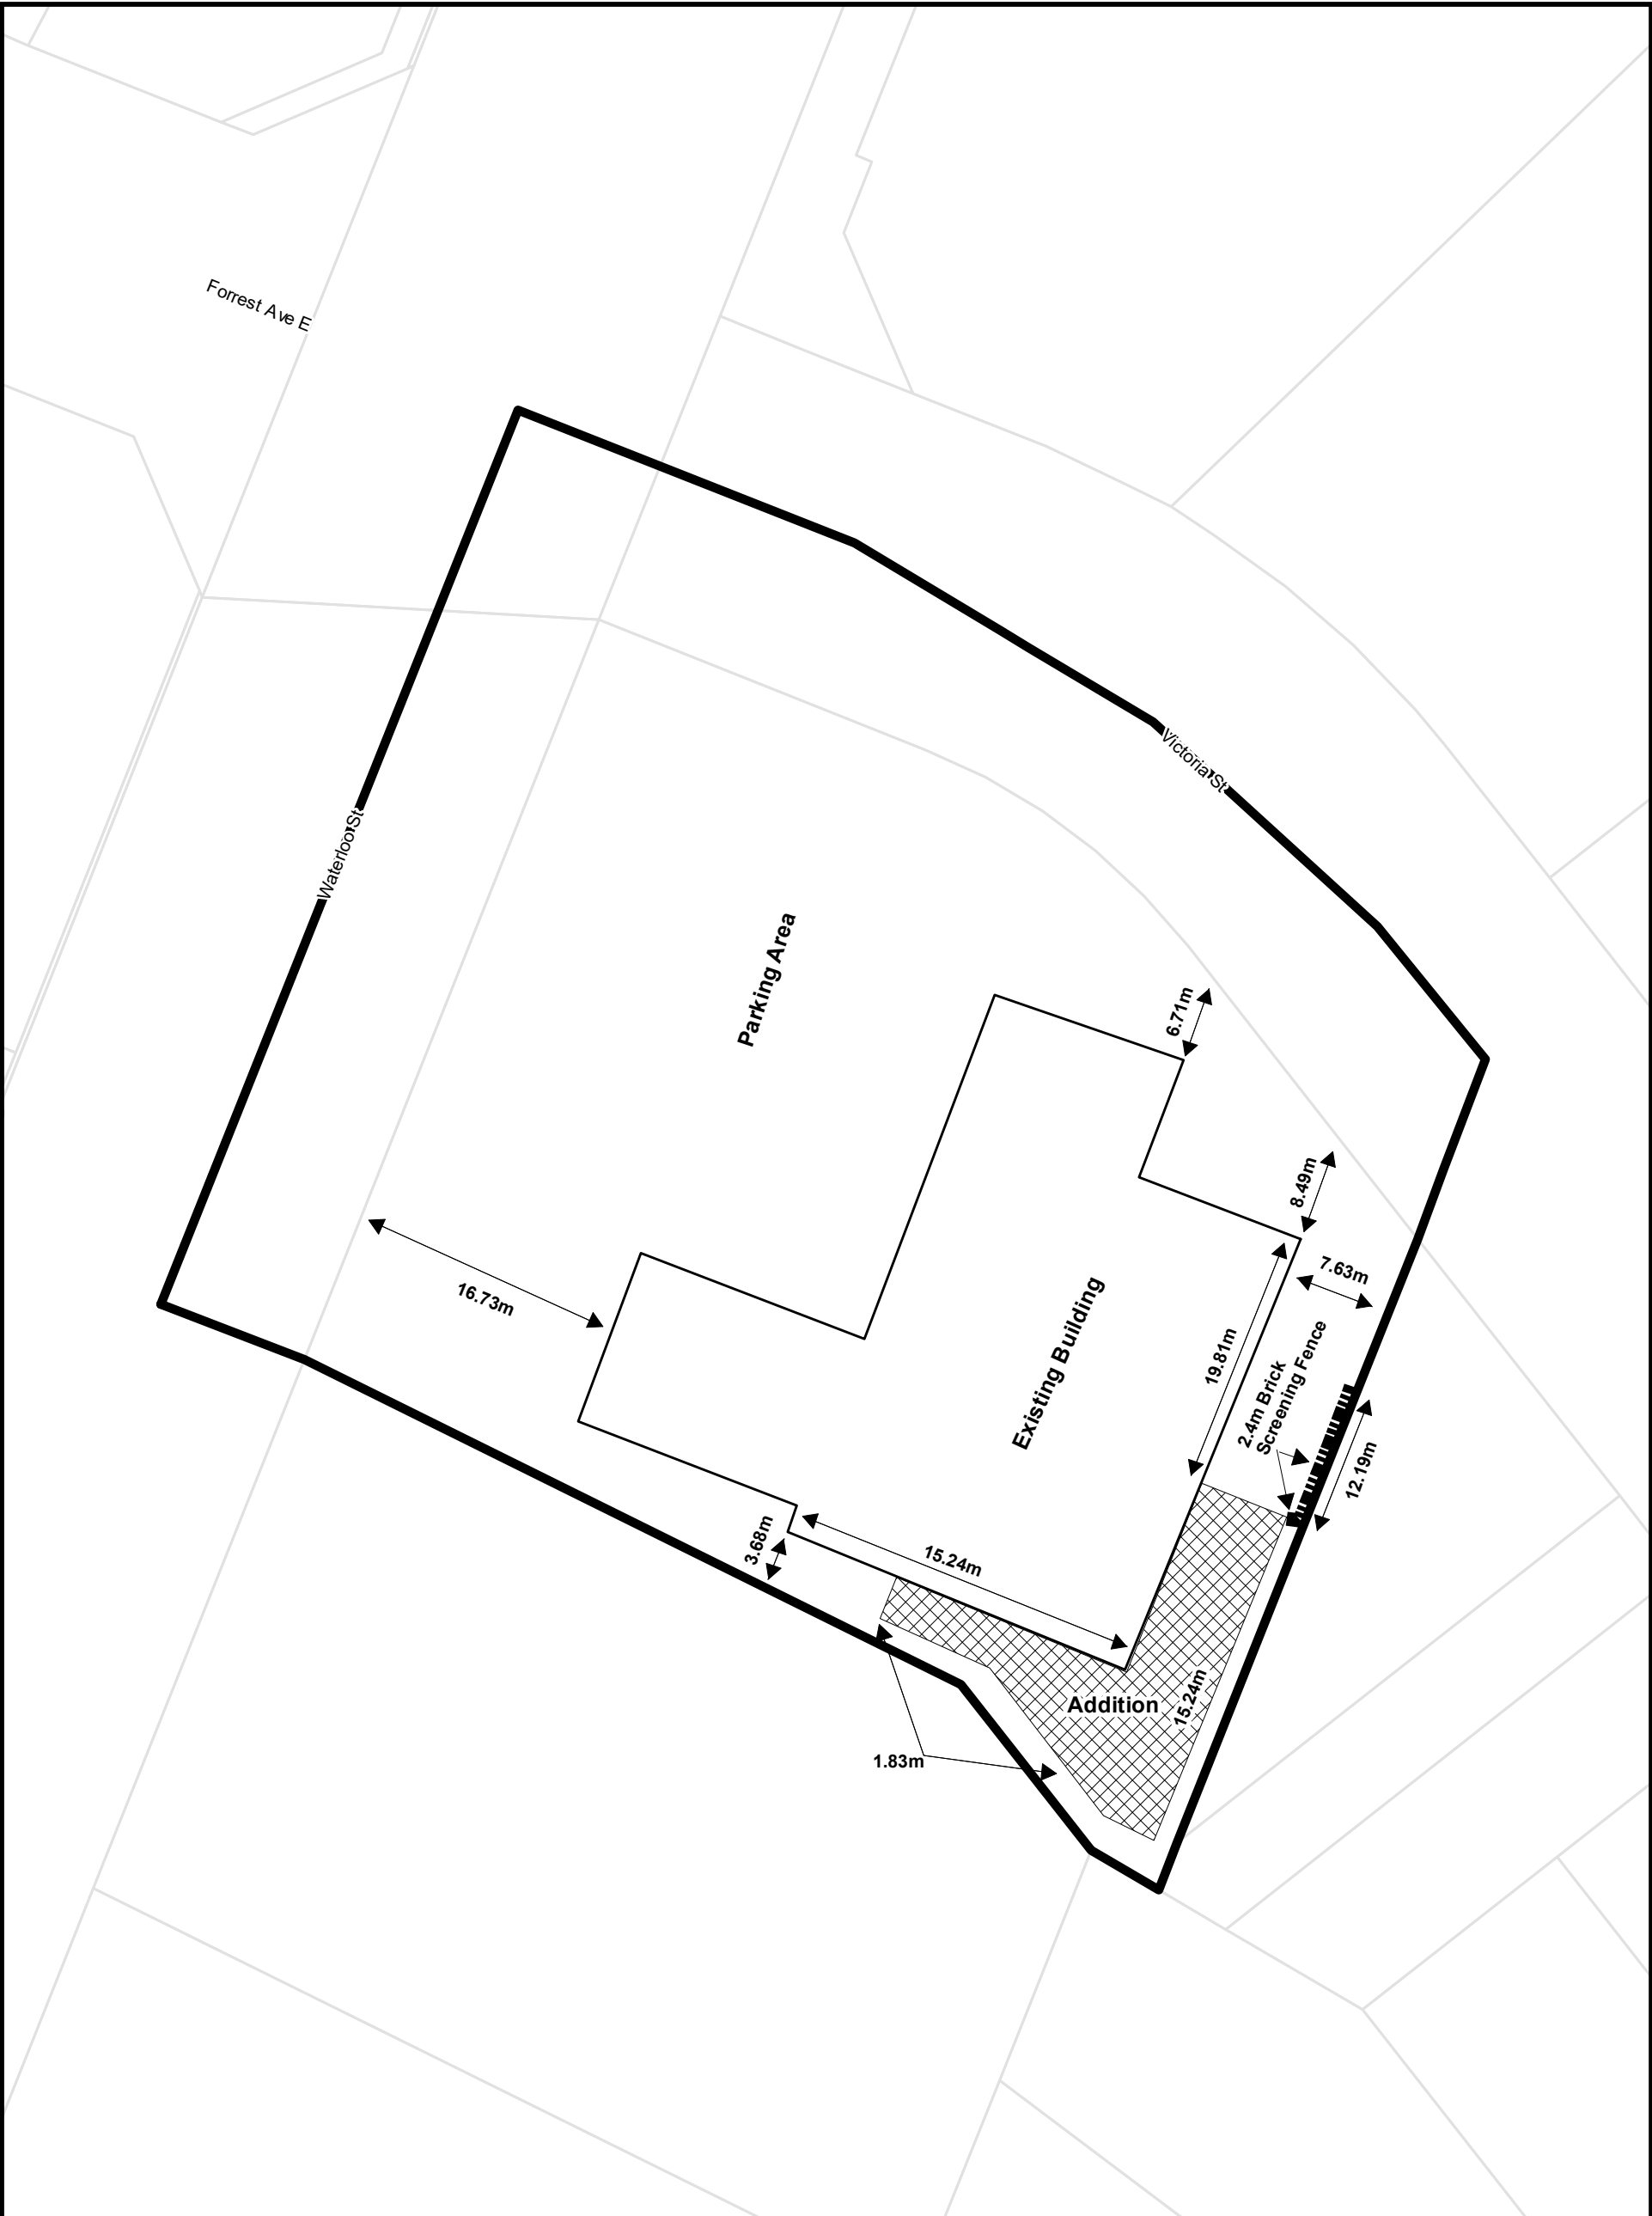 Forrest Ave E
Victoria St
Waterloo St
Parking Area
6.71m
8.49m
7.63m
16.73m
Existing Building
19.81m
2.4m Brick
Screening Fence
12.19m
3.68m
15.24m
Addition
15.24m
1.83m